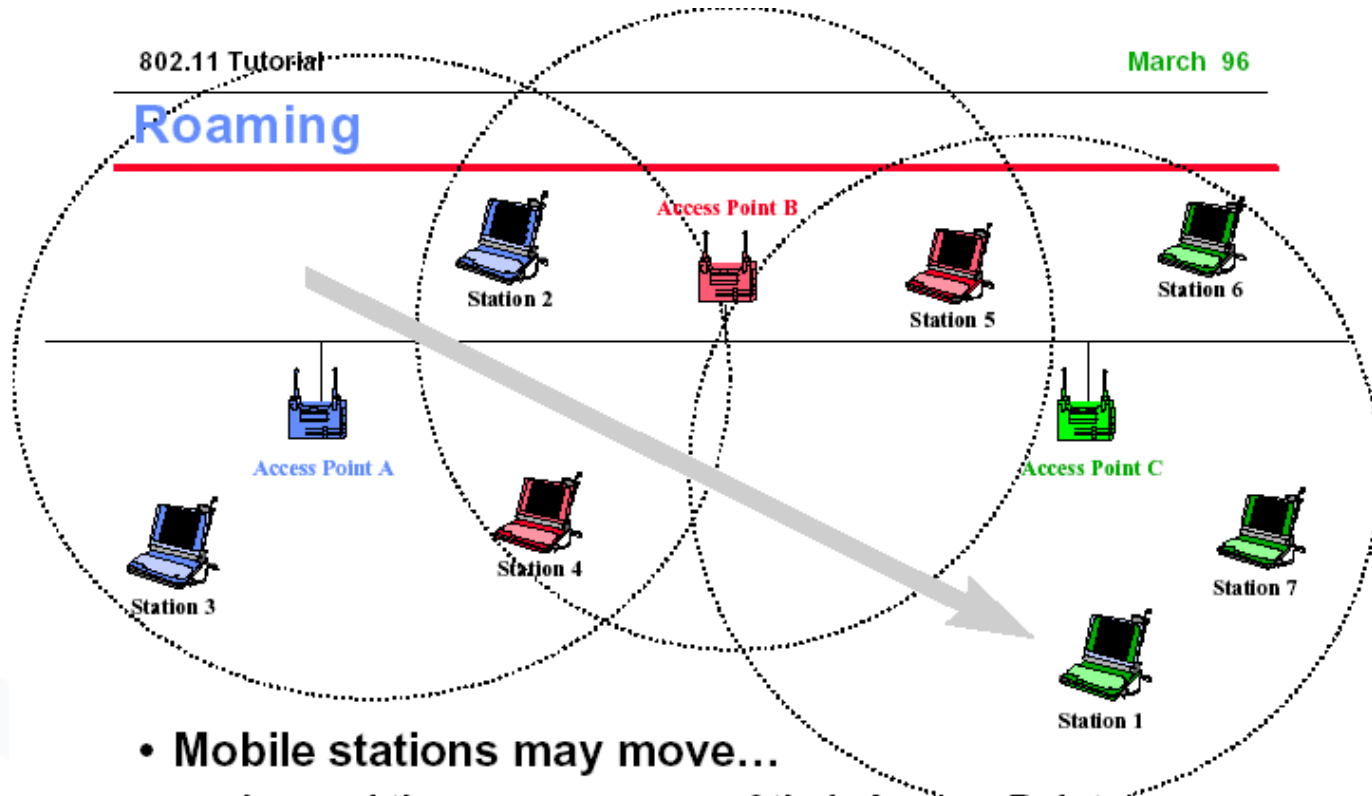 802.11 Tutorial
March 96
Roaming
Access Point B
Station 2
Station 5
Station 6
Access Point A
Access Point C
Station 3
Station 4
Station 7
Station 1
• Mobile stations may move...